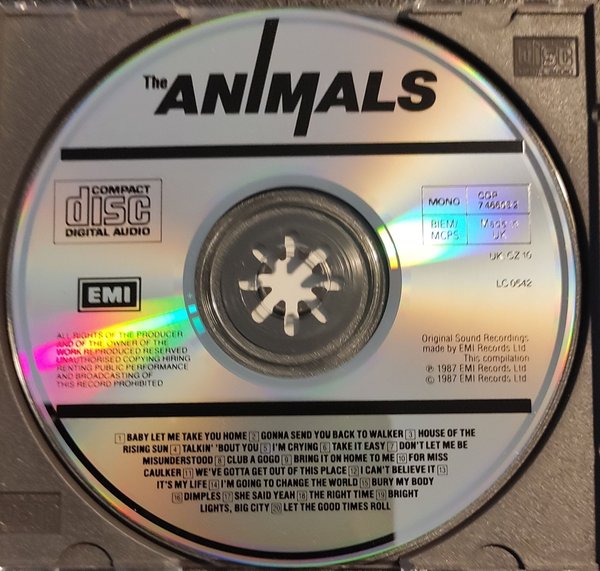 The ANIMALS
COMPACT
disc
DIGITAL AUDIO
disc
MONO
CDP
BIEM/
MCPS
Made in
UK
UK: CZ 10
EMI
LC 0542
ALL RIGHTS OF THE PRODUCER
AND OF THE OWNER OF THE
WORK REPRODUCED RESERVED
UNAUTHORISED COPYING HIRING
RENTING PUBLIC PERFORMANCE
AND BROADCASTING OF
THIS RECORD PROHIBITED
Original Sound Recordings
made by EMI Records Ltd
This compilation
℗ 1987 EMI Records Ltd
© 1987 EMI Records Ltd
1 BABY LET ME TAKE YOU HOME 2 GONNA SEND YOU BACK TO WALKER 3 HOUSE OF THE
RISING SUN 4 TALKIN' 'BOUT YOU 5 I'M CRYING 6 TAKE IT EASY 7 DON'T LET ME BE
MISUNDERSTOOD 8 CLUB A GOGO 9 BRING IT ON HOME TO ME 10 FOR MISS
CAULKER 11 WE'VE GOTTA GET OUT OF THIS PLACE 12 I CAN'T BELIEVE IT 13
IT'S MY LIFE 14 I'M GOING TO CHANGE THE WORLD 15 BURY MY BODY
16 DIMPLES 17 SHE SAID YEAH 18 THE RIGHT TIME 19 BRIGHT
LIGHTS, BIG CITY 20 LET THE GOOD TIMES ROLL